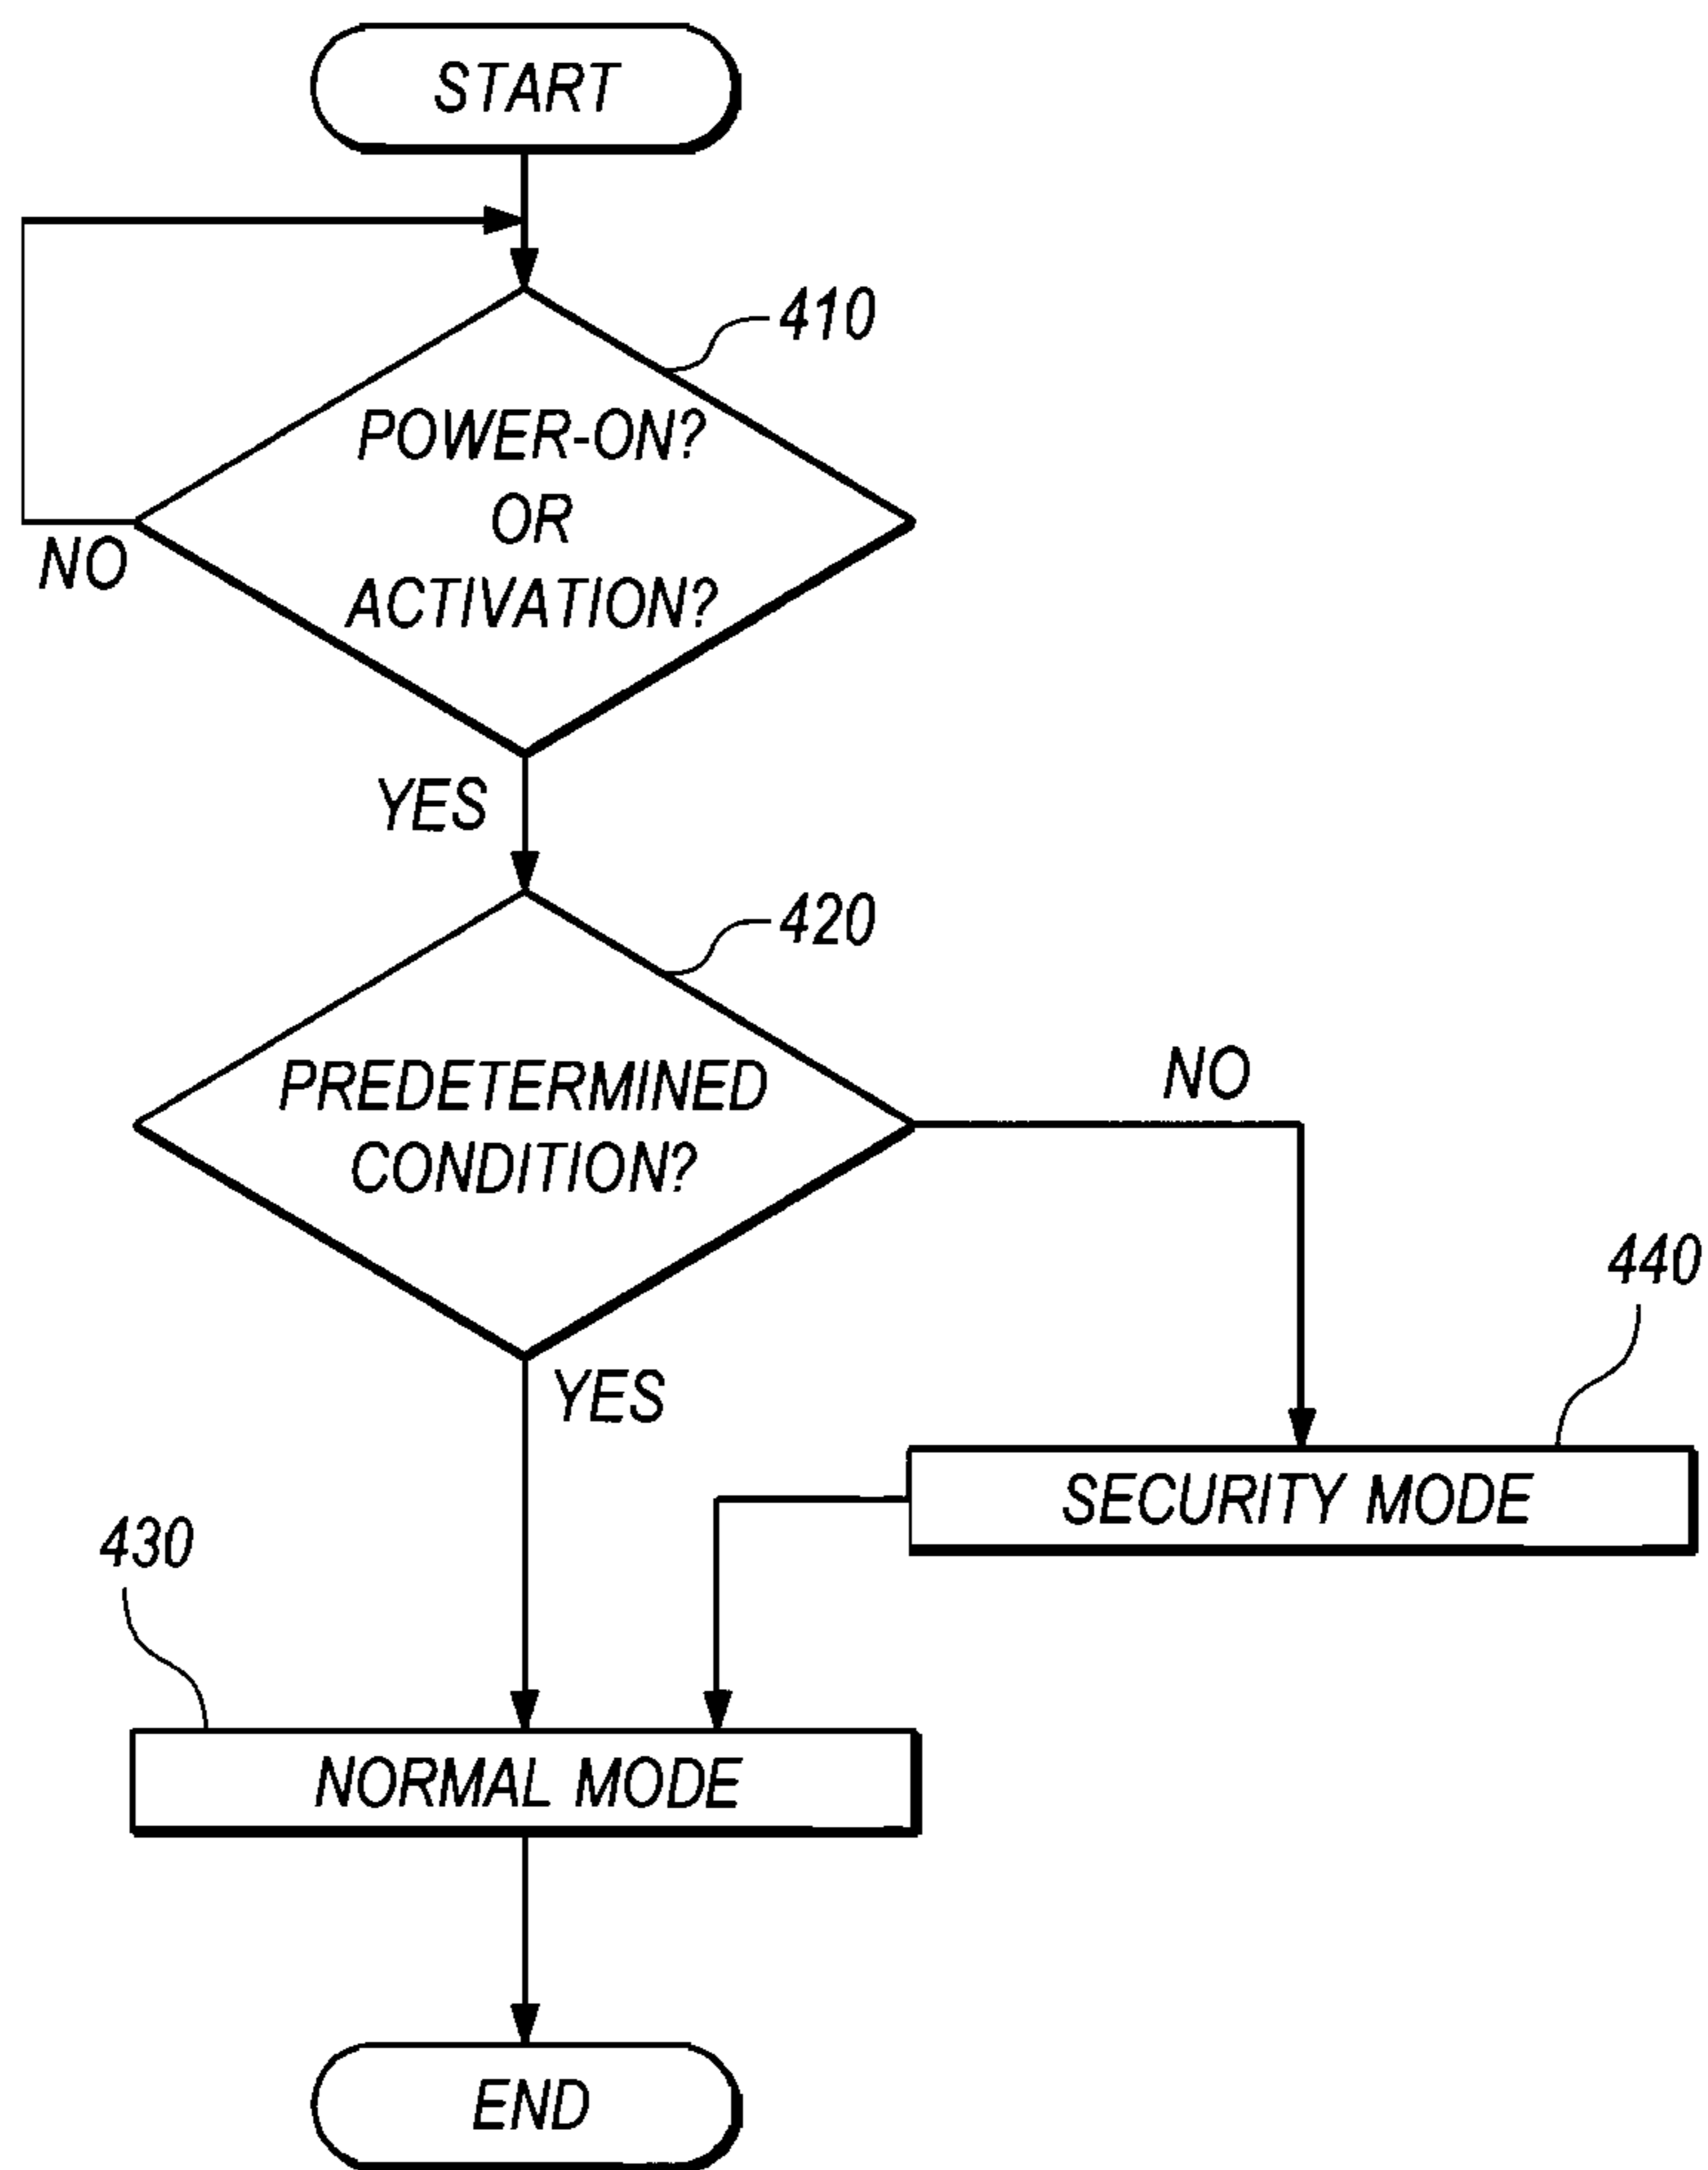 START
410
POWER-ON?
OR
ACTIVATION?
NO
YES
420
PREDETERMINED
CONDITION?
NO
YES
440
SECURITY MODE
430
NORMAL MODE
END